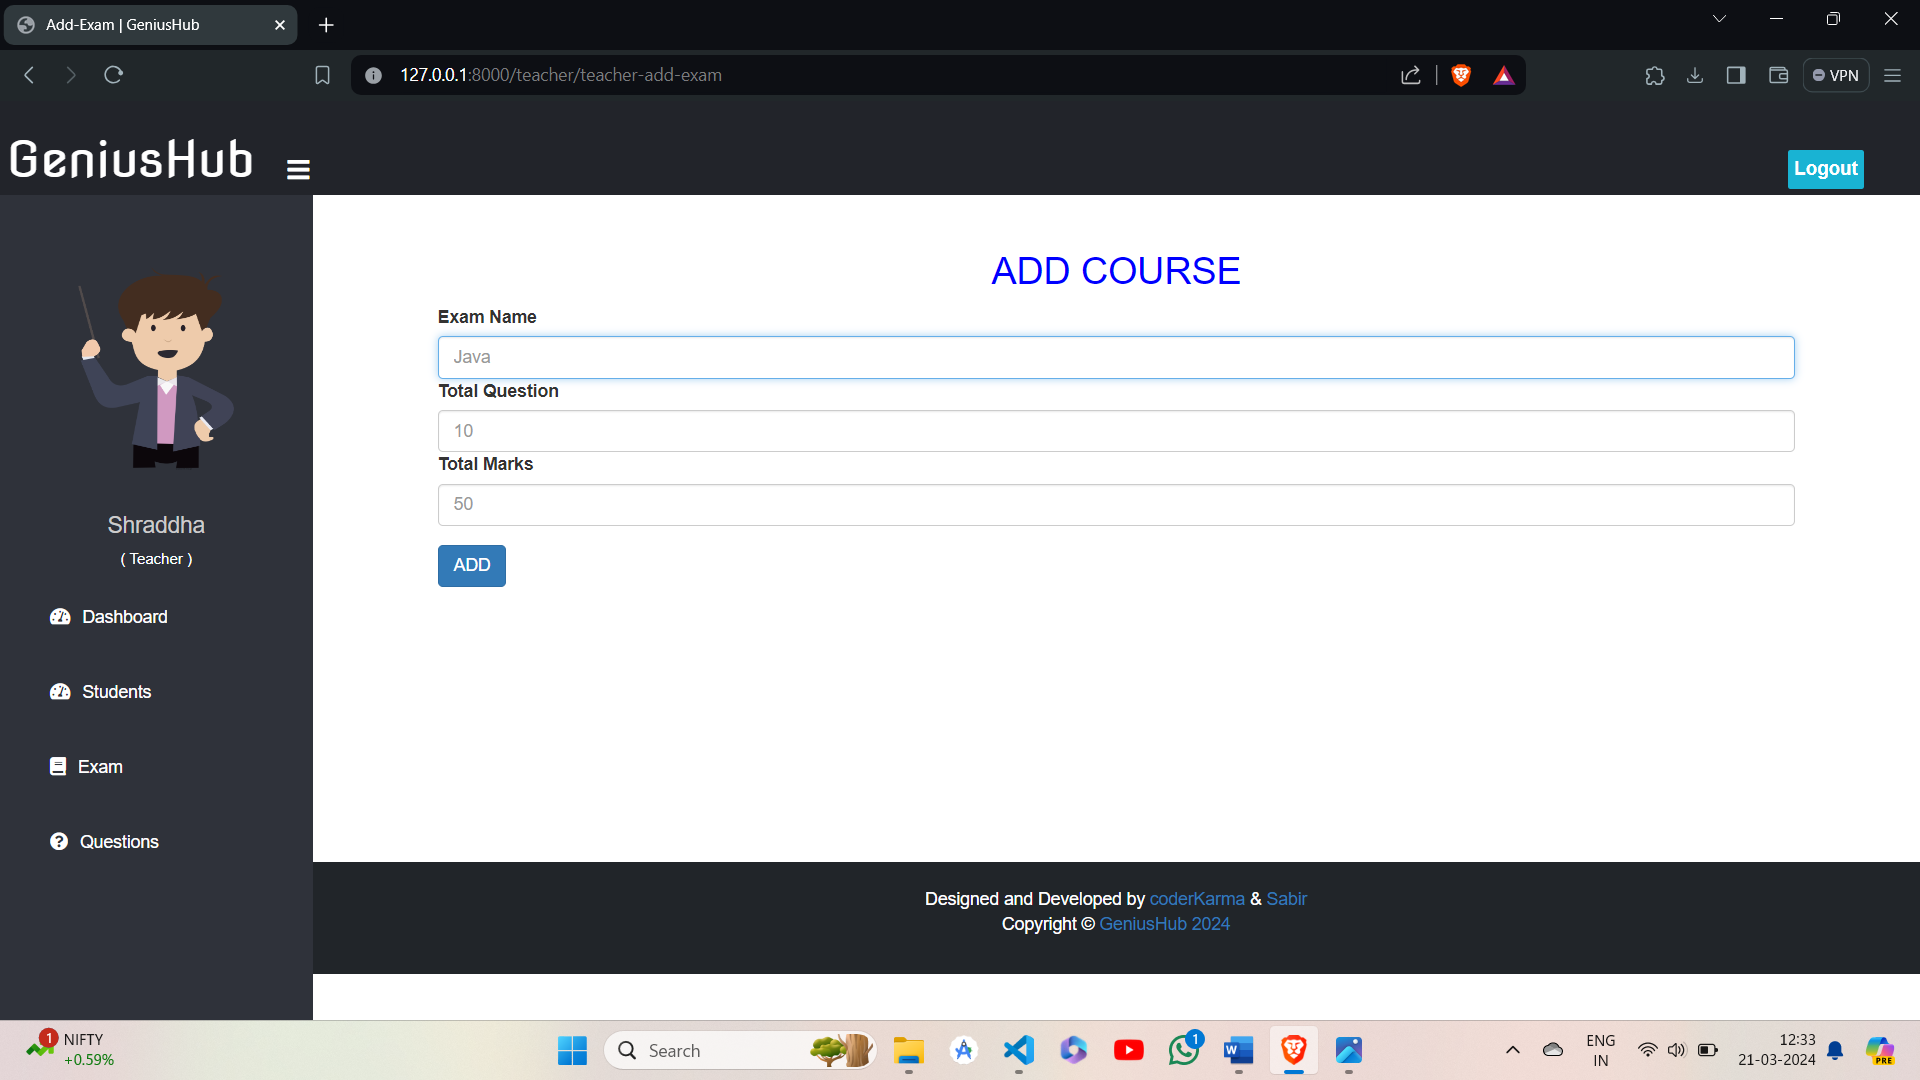 Add-Exam | GeniusHub
127.0.0.1:8000/teacher/teacher-add-exam
VPN
GeniusHub
Logout
Shraddha
( Teacher )
Dashboard
Students
Exam
Questions
ADD COURSE
Exam Name
Java
Total Question
10
Total Marks
50
ADD
Designed and Developed by coderKarma & Sabir
Copyright © GeniusHub 2024
1
NIFTY
+0.59%
Search
1
W
ENG
IN
12:33
21-03-2024
PRE